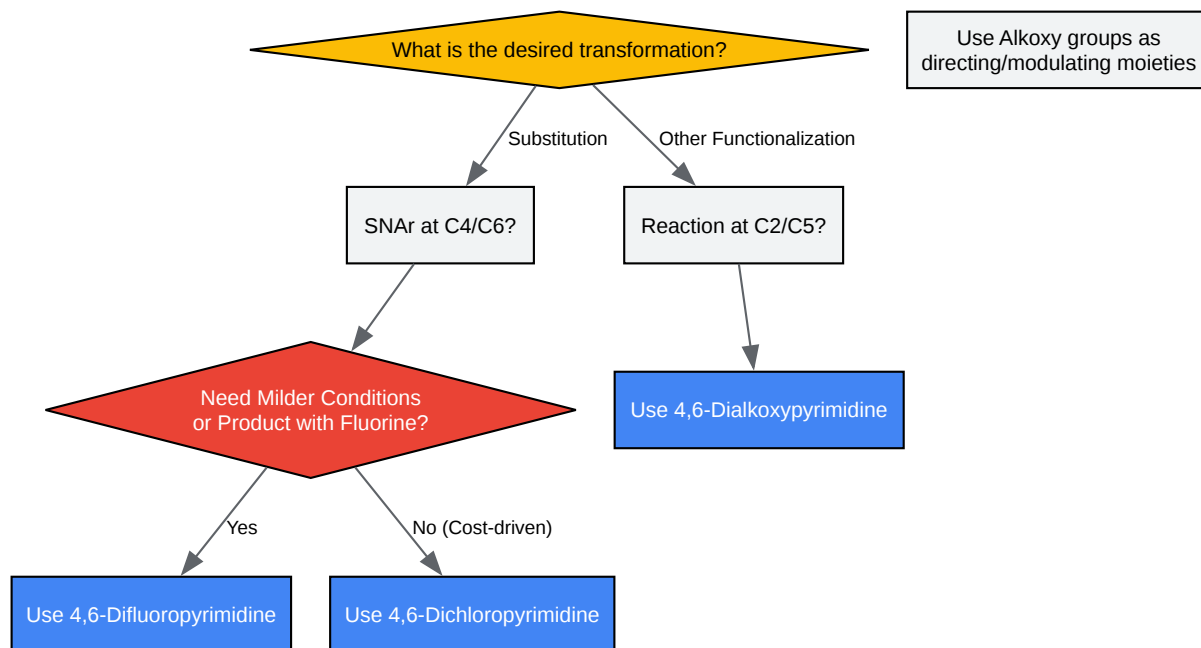 What is the desired transformation?
Use Alkoxy groups as
directing/modulating moieties
Substitution
Other Functionalization
SNAr at C4/C6?
Reaction at C2/C5?
Need Milder Conditions
or Product with Fluorine?
Use 4,6-Dialkoxypyrimidine
Yes
No (Cost-driven)
Use 4,6-Difluoropyrimidine
Use 4,6-Dichloropyrimidine